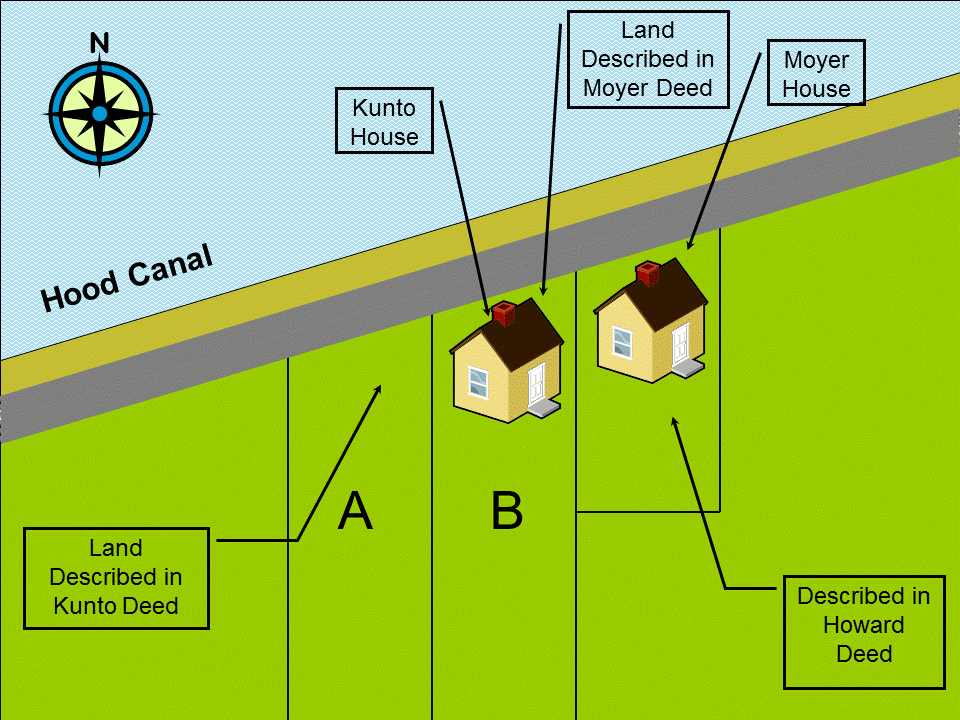 N
Land
Described in
Moyer Deed
Moyer
House
Kunto
House
Hood Canal
A
B
Land
Described in
Kunto Deed
Described in
Howard
Deed